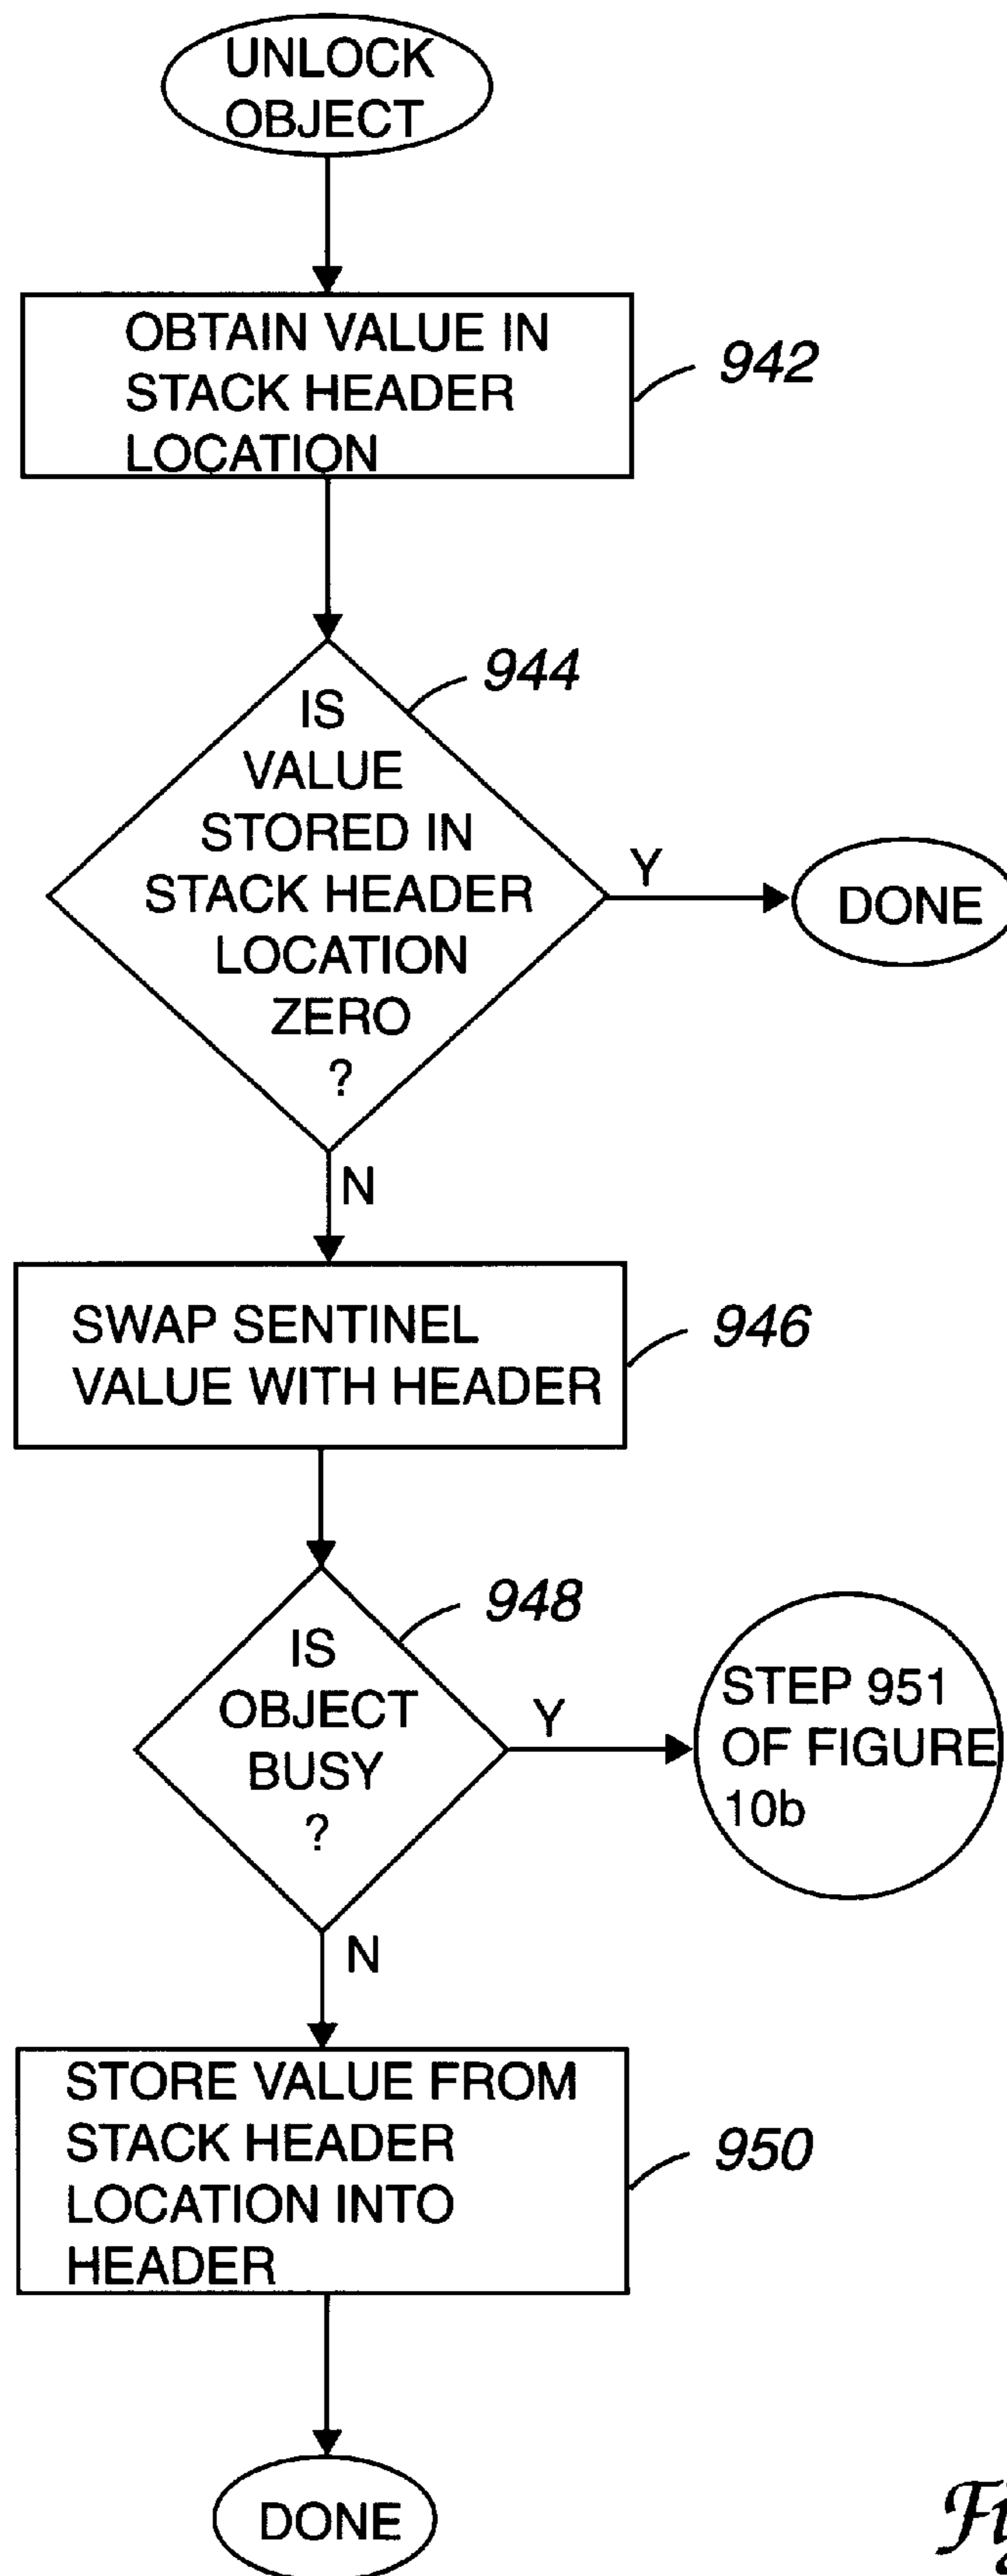 UNLOCK
OBJECT
OBTAIN VALUE IN
STACK HEADER
LOCATION
942
944
IS
VALUE
STORED IN
STACK HEADER
LOCATION
ZERO
?
Y
DONE
N
SWAP SENTINEL
VALUE WITH HEADER
946
948
IS
OBJECT
BUSY
?
Y
STEP 951
OF FIGURE
10b
N
STORE VALUE FROM
STACK HEADER
LOCATION INTO
HEADER
950
DONE